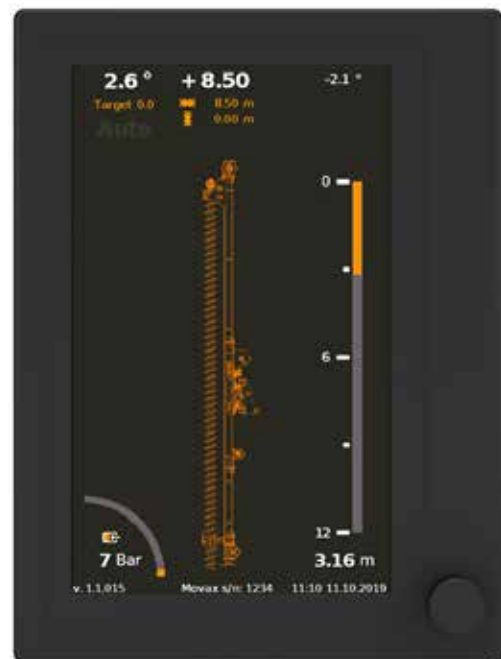 2.6 ° +8.50 -2.1 °
Target 0.0 8.50 m
Auto 0.00 m
0
6
12
7 Bar 3.16 m
v. 1.1.015 Movax s/n: 1234 11:10 11.10.2019